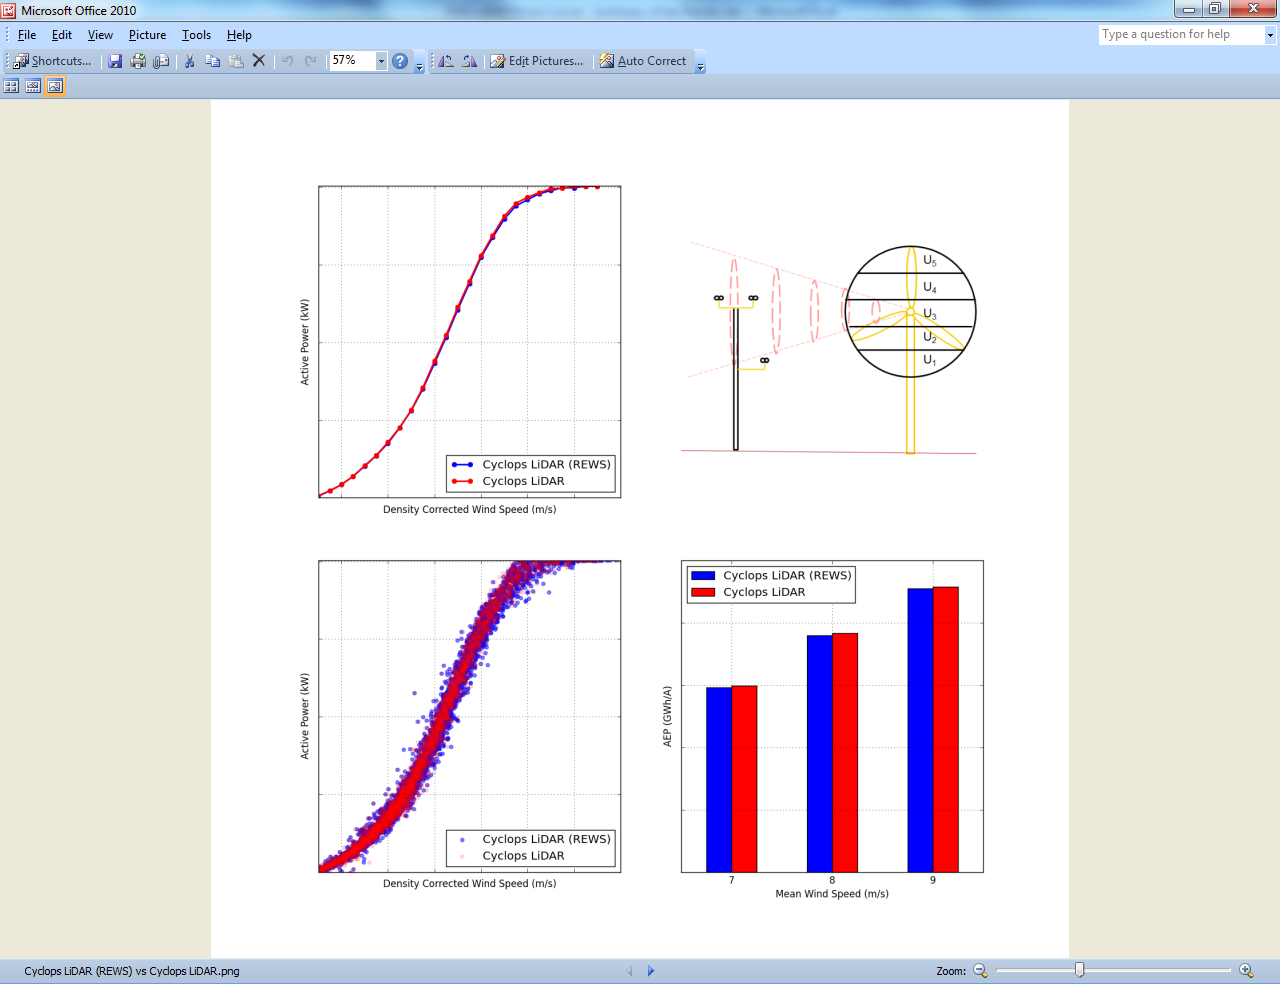 Microsoft Office 2010
File Edit View Picture Tools Help
Type a question for help
Shortcuts... 57% Edit Pictures... Auto Correct
Active Power (kW)
Cyclops LiDAR (REWS)
Cyclops LiDAR
Density Corrected Wind Speed (m/s)
U5
U4
U3
U2
U1
Active Power (kW)
Cyclops LiDAR (REWS)
Cyclops LiDAR
Density Corrected Wind Speed (m/s)
Cyclops LiDAR (REWS)
Cyclops LiDAR
AEP (GWh/A)
7 8 9
Mean Wind Speed (m/s)
Cyclops LiDAR (REWS) vs Cyclops LiDAR.png
Zoom: